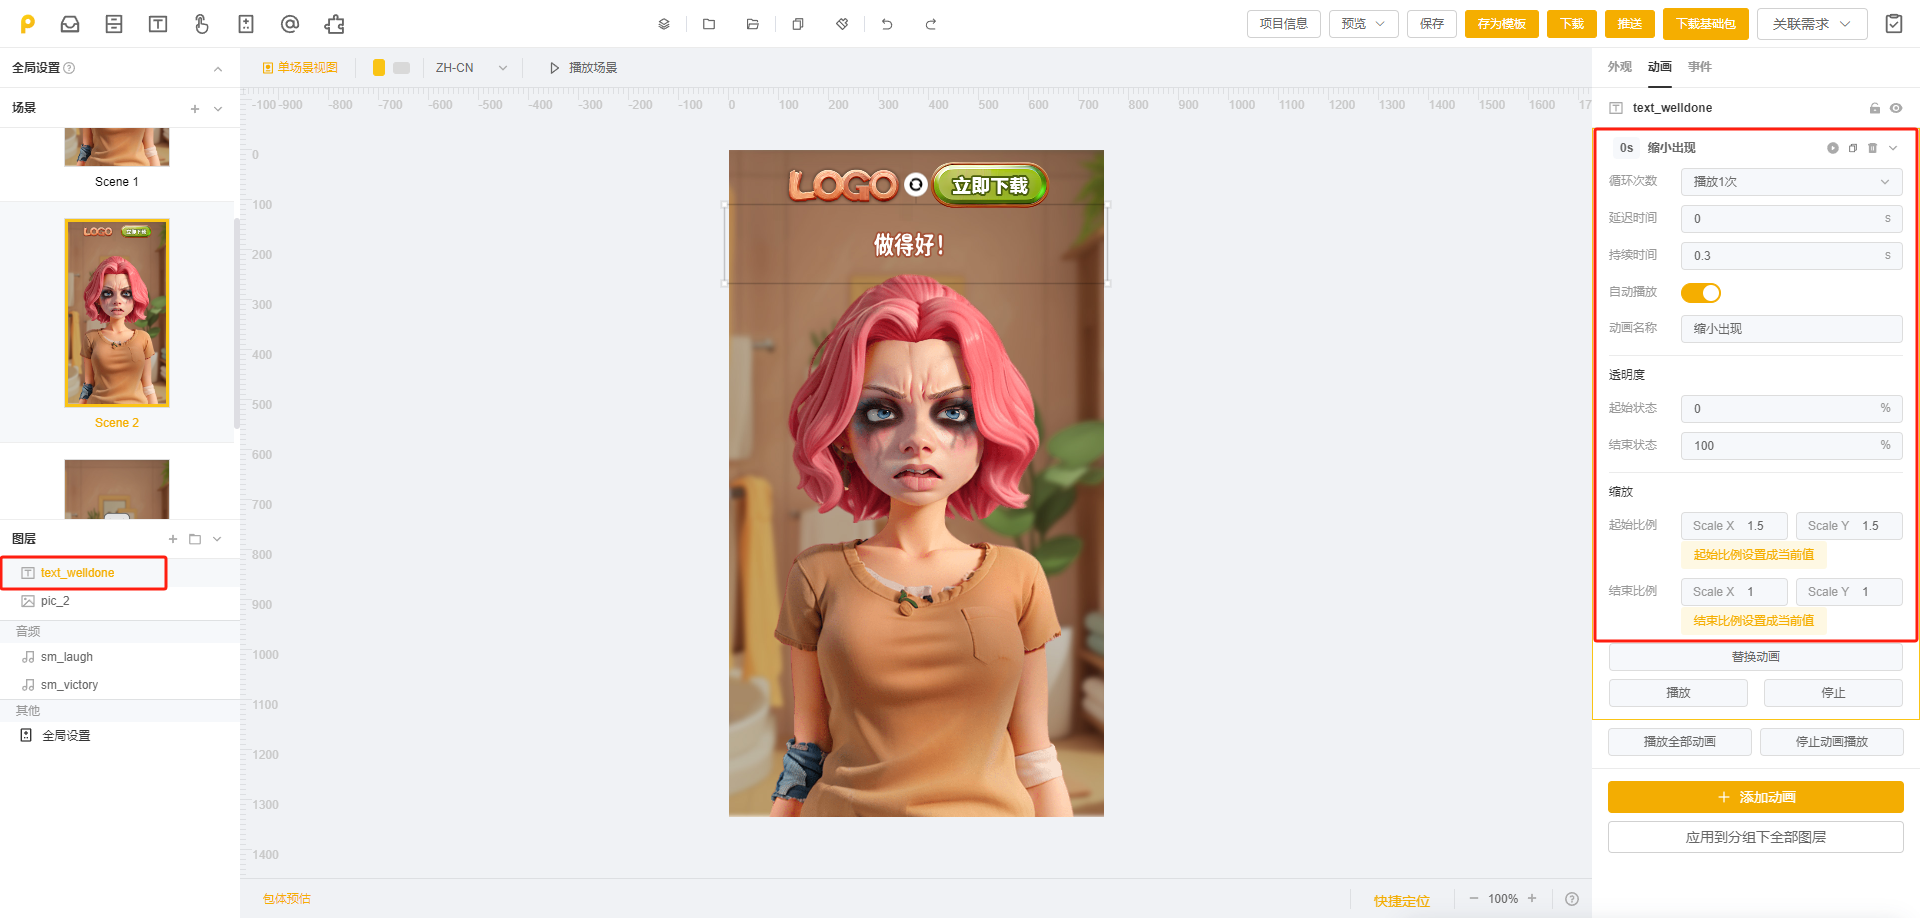 项目信息
预览
保存
存为模板
下载
推送
下载基础包
关联需求
全局设置
单场景视图
ZH-CN
播放场景
外观 动画 事件
场景
Scene 1
Scene 2
图层
text_welldone
pic_2
音频
sm_laugh
sm_victory
其他
全局设置
-1000 -900 -800 -700 -600 -500 -400 -300 -200 -100 0 100 200 300 400 500 600 700 800 900 1000 1100 1200 1300 1400 1500 1600
0
100
200
300
400
500
600
700
800
900
1000
1100
1200
1300
1400
LOGO
立即下载
做得好!
LOGO 立即下载
text_welldone
0s 缩小出现
循环次数 播放1次
延迟时间 0 s
持续时间 0.3 s
自动播放
动画名称 缩小出现
透明度
起始状态 0 %
结束状态 100 %
缩放
起始比例 Scale X 1.5 Scale Y 1.5
起始比例设置成当前值
结束比例 Scale X 1 Scale Y 1
结束比例设置成当前值
替换动画
播放 停止
播放全部动画 停止动画播放
+ 添加动画
应用到分组下全部图层
包体预估
快捷定位
− 100% +